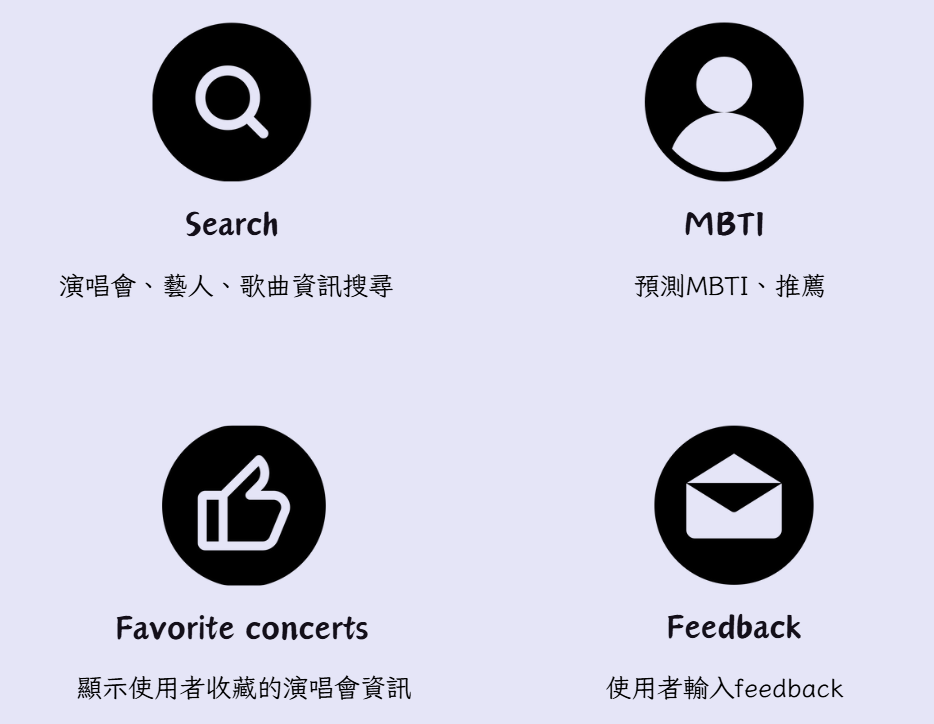 Search
MBTI
演唱會、藝人、歌曲資訊搜尋
預測MBTI、推薦
Favorite concerts
Feedback
顯示使用者收藏的演唱會資訊
使用者輸入feedback